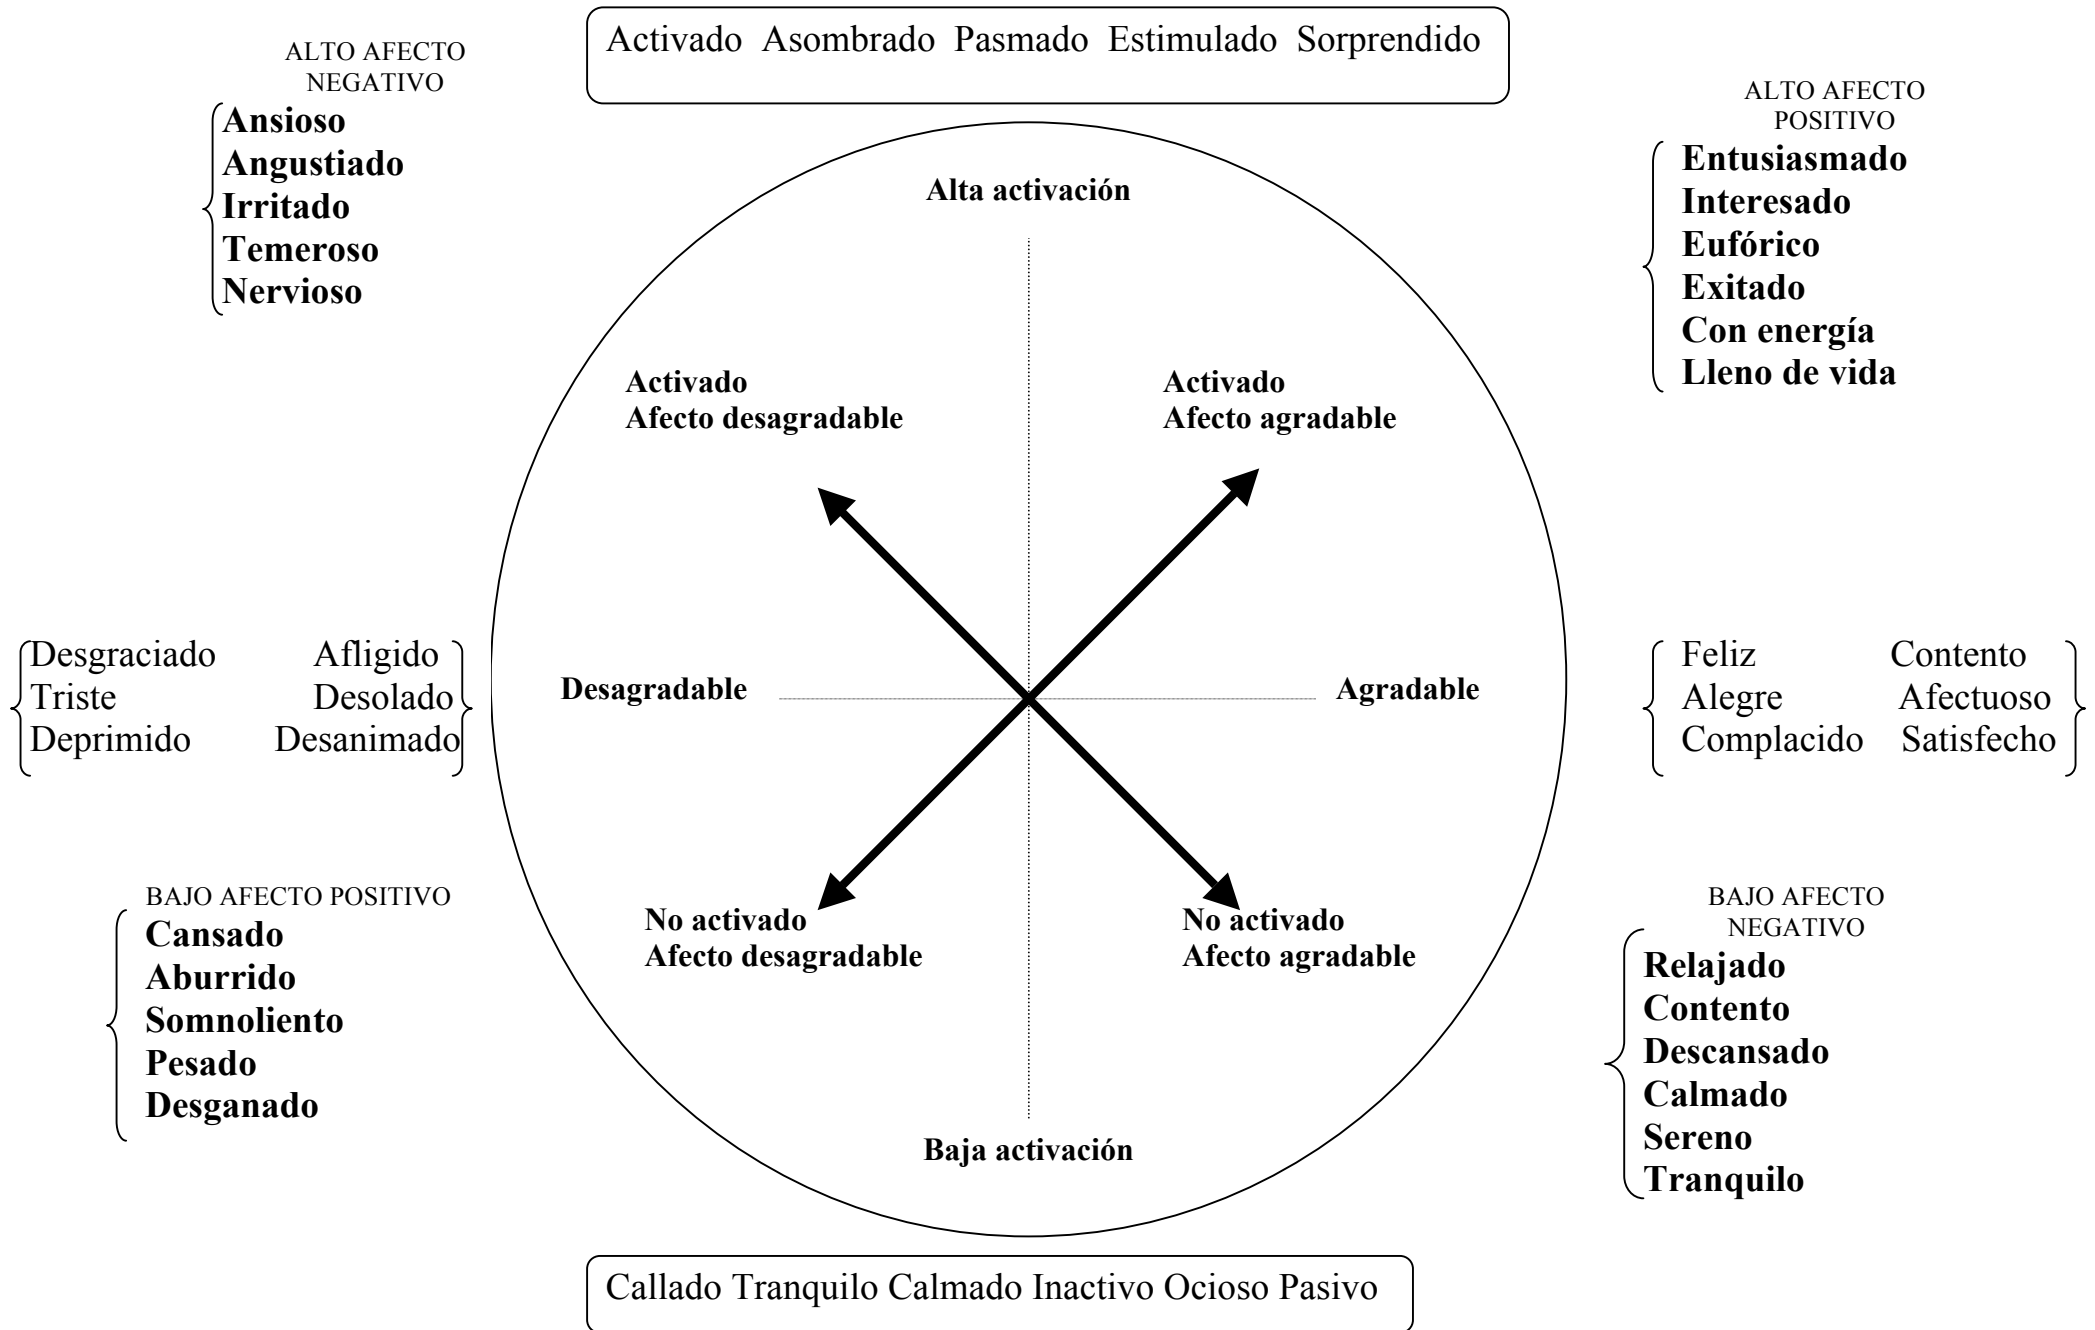 Activado Asombrado Pasmado Estimulado Sorprendido
ALTO AFECTO
NEGATIVO
Ansioso
Angustiado
Irritado
Temeroso
Nervioso
ALTO AFECTO
POSITIVO
Entusiasmado
Interesado
Eufórico
Exitado
Con energía
Lleno de vida
Alta activación
Activado
Afecto desagradable
Activado
Afecto agradable
Desgraciado Afligido
Triste Desolado
Deprimido Desanimado
Desagradable
Agradable
Feliz Contento
Alegre Afectuoso
Complacido Satisfecho
BAJO AFECTO POSITIVO
Cansado
Aburrido
Somnoliento
Pesado
Desganado
No activado
Afecto desagradable
No activado
Afecto agradable
BAJO AFECTO
NEGATIVO
Relajado
Contento
Descansado
Calmado
Sereno
Tranquilo
Baja activación
Callado Tranquilo Calmado Inactivo Ocioso Pasivo